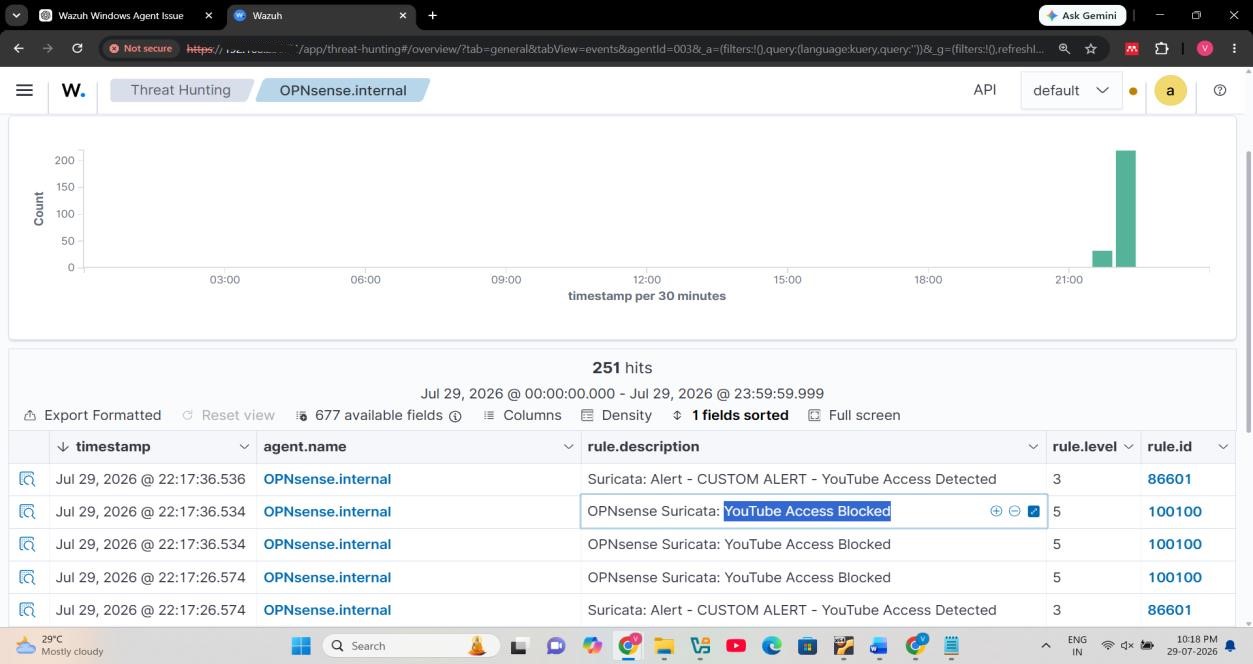 Wazuh Windows Agent Issue
Wazuh
Ask Gemini
Not secure
/app/threat-hunting#/overview/?tab=general&tabView=events&agentId=003&_a=(filters:!(),query:(language:kuery,query:''))&_g=(filters:!(),refreshI...
V
W.
Threat Hunting
OPNsense.internal
API
default
a
Count
200
150
100
50
0
03:00
06:00
09:00
12:00
15:00
18:00
21:00
timestamp per 30 minutes
251 hits
Jul 29, 2026 @ 00:00:00.000 - Jul 29, 2026 @ 23:59:59.999
Export Formatted Reset view 677 available fields Columns Density 1 fields sorted Full screen
timestamp agent.name rule.description rule.level rule.id
Jul 29, 2026 @ 22:17:36.536 OPNsense.internal Suricata: Alert - CUSTOM ALERT - YouTube Access Detected 3 86601
Jul 29, 2026 @ 22:17:36.534 OPNsense.internal OPNsense Suricata: YouTube Access Blocked 5 100100
Jul 29, 2026 @ 22:17:36.534 OPNsense.internal OPNsense Suricata: YouTube Access Blocked 5 100100
Jul 29, 2026 @ 22:17:26.574 OPNsense.internal OPNsense Suricata: YouTube Access Blocked 5 100100
Jul 29, 2026 @ 22:17:26.574 OPNsense.internal Suricata: Alert - CUSTOM ALERT - YouTube Access Detected 3 86601
29°C
Mostly cloudy
Search
ENG
IN
10:18 PM
29-07-2026